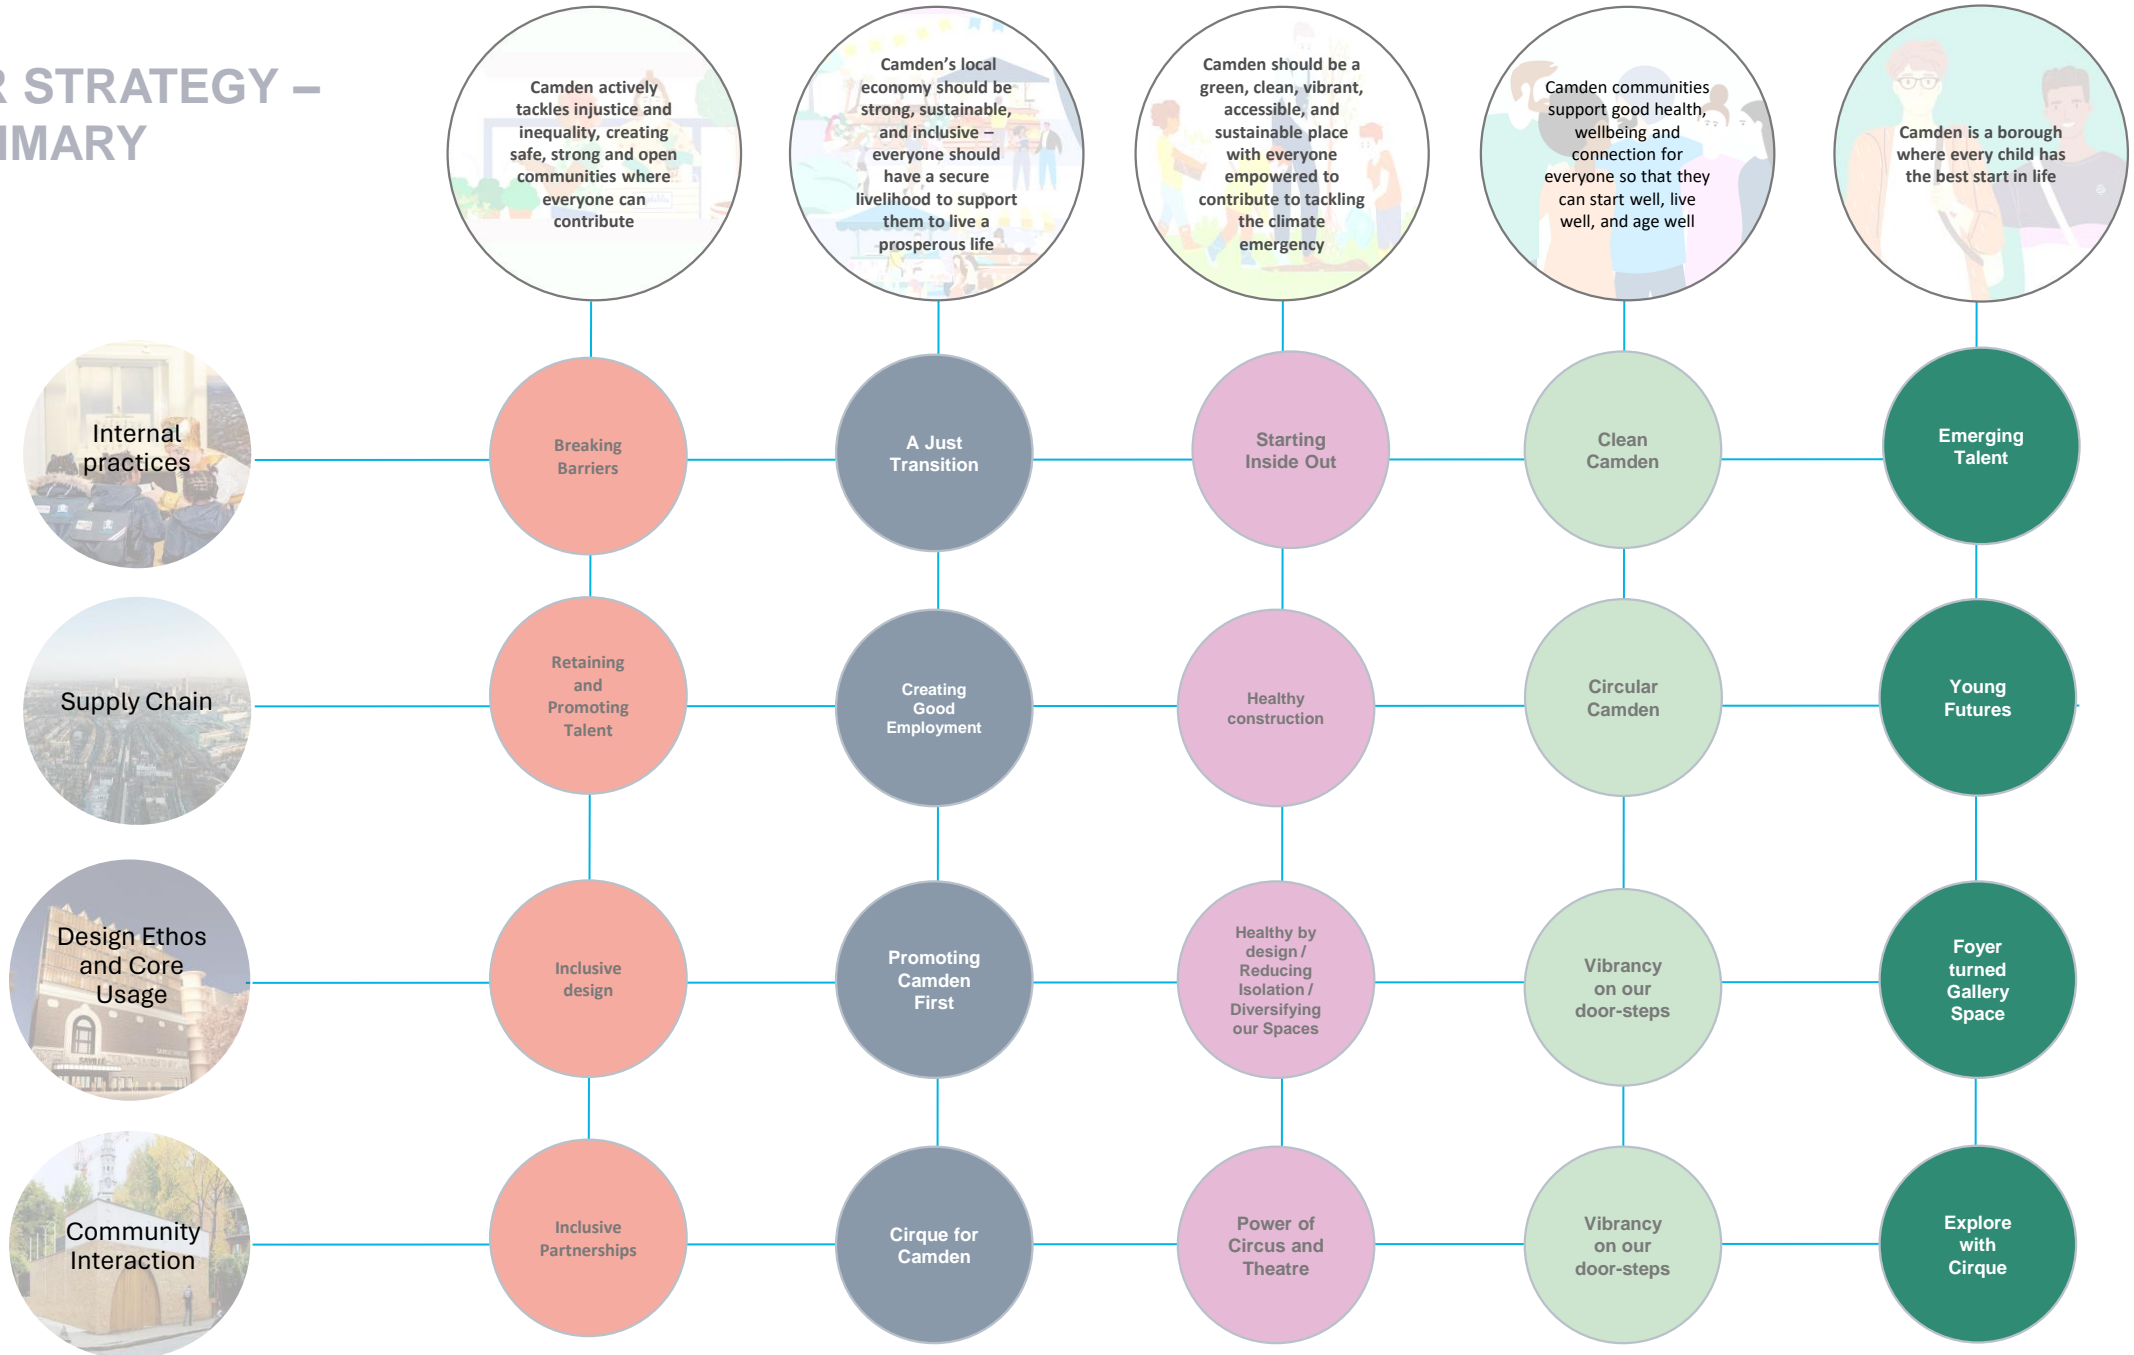 R STRATEGY –
MARY
Camden actively
tackles injustice and
inequality, creating
safe, strong and open
communities where
everyone can
contribute
Camden's local
economy should be
strong, sustainable,
and inclusive –
everyone should
have a secure
livelihood to support
them to live a
prosperous life
Camden should be a
green, clean, vibrant,
accessible, and
sustainable place
with everyone
empowered to
contribute to tackling
the climate
emergency
Camden communities
support good health,
wellbeing and
connection for
everyone so that they
can start well, live
well, and age well
Camden is a borough
where every child has
the best start in life
Internal
practices
Breaking
Barriers
A Just
Transition
Starting
Inside Out
Clean
Camden
Emerging
Talent
Supply Chain
Retaining
and
Promoting
Talent
Creating
Good
Employment
Healthy
construction
Circular
Camden
Young
Futures
Design Ethos
and Core
Usage
SAVILLE
Inclusive
design
Promoting
Camden
First
Healthy by
design /
Reducing
Isolation /
Diversifying
our Spaces
Vibrancy
on our
door-steps
Foyer
turned
Gallery
Space
Community
Interaction
Inclusive
Partnerships
Cirque for
Camden
Power of
Circus and
Theatre
Vibrancy
on our
door-steps
Explore
with
Cirque